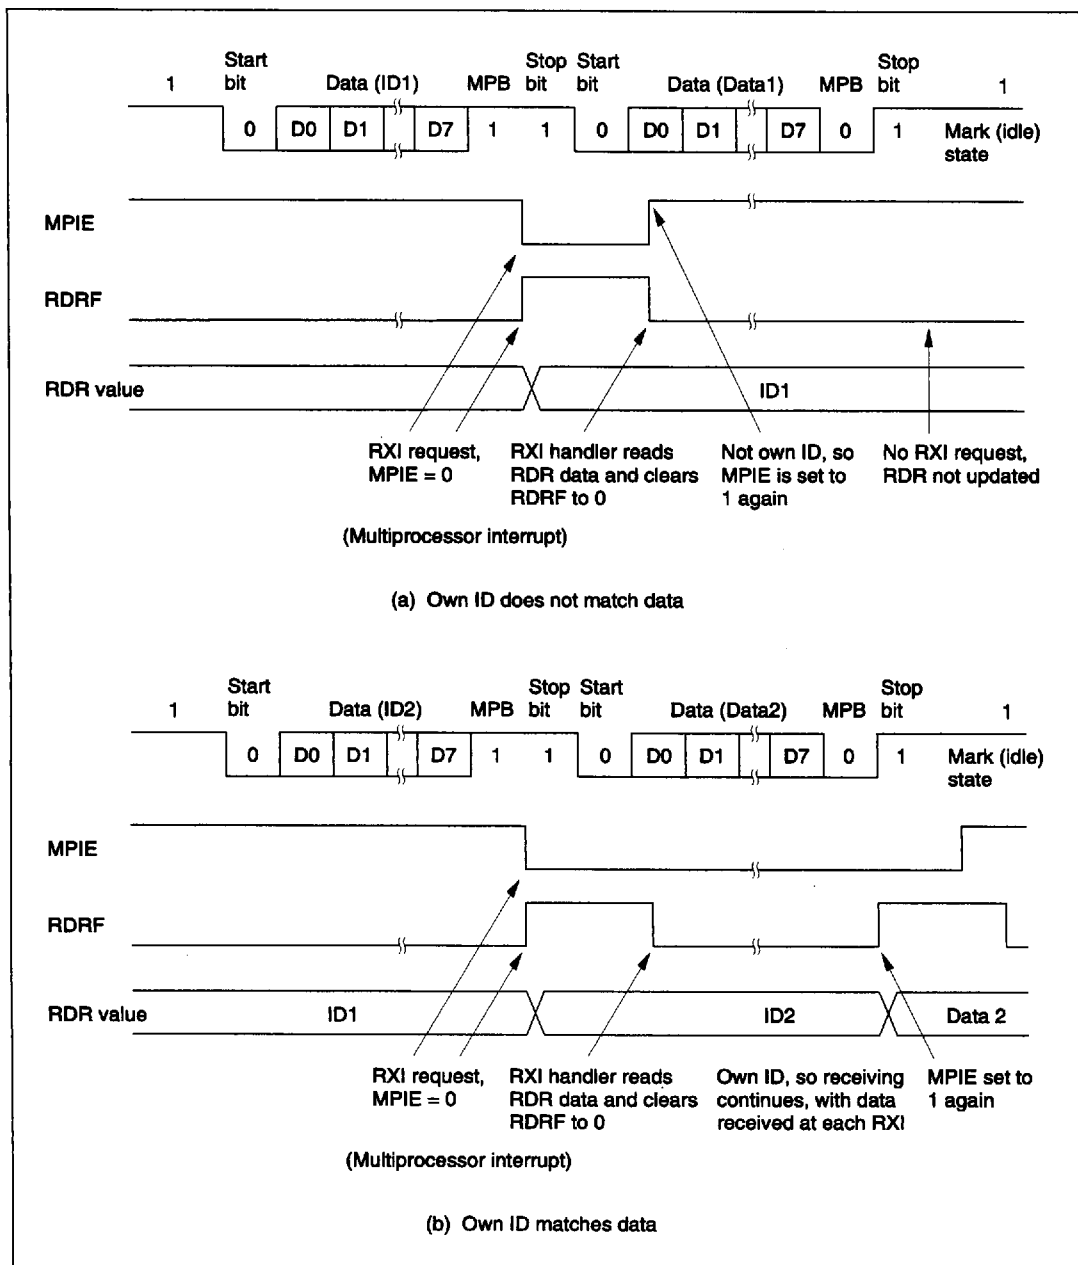 Start Stop Start Stop
1 bit Data (ID1) MPB bit bit Data (Data1) MPB bit 1
0 D0 D1 D7 1 1 0 D0 D1 D7 0 1 Mark (idle)
state
MPIE
RDRF
RDR value ID1
RXI request, RXI handler reads Not own ID, so No RXI request,
MPIE = 0 RDR data and clears MPIE is set to RDR not updated
RDRF to 0 1 again
(Multiprocessor interrupt)
(a) Own ID does not match data
Start Stop Start Stop
1 bit Data (ID2) MPB bit bit Data (Data2) MPB bit 1
0 D0 D1 D7 1 1 0 D0 D1 D7 0 1 Mark (idle)
state
MPIE
RDRF
RDR value ID1 ID2 Data 2
RXI request, RXI handler reads Own ID, so receiving MPIE set to
MPIE = 0 RDR data and clears continues, with data 1 again
RDRF to 0 received at each RXI
(Multiprocessor interrupt)
(b) Own ID matches data